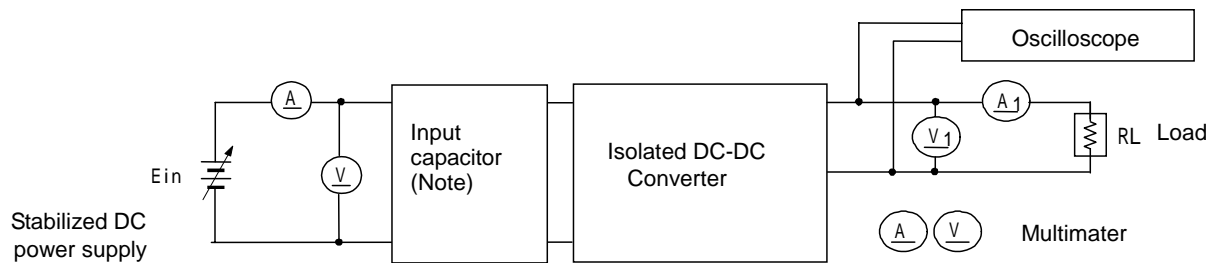 Oscilloscope
A
A1
Input
capacitor
(Note)
Isolated DC-DC
Converter
V1
RL
Load
Ein
V
Stabilized DC
power supply
A
V
Multimater